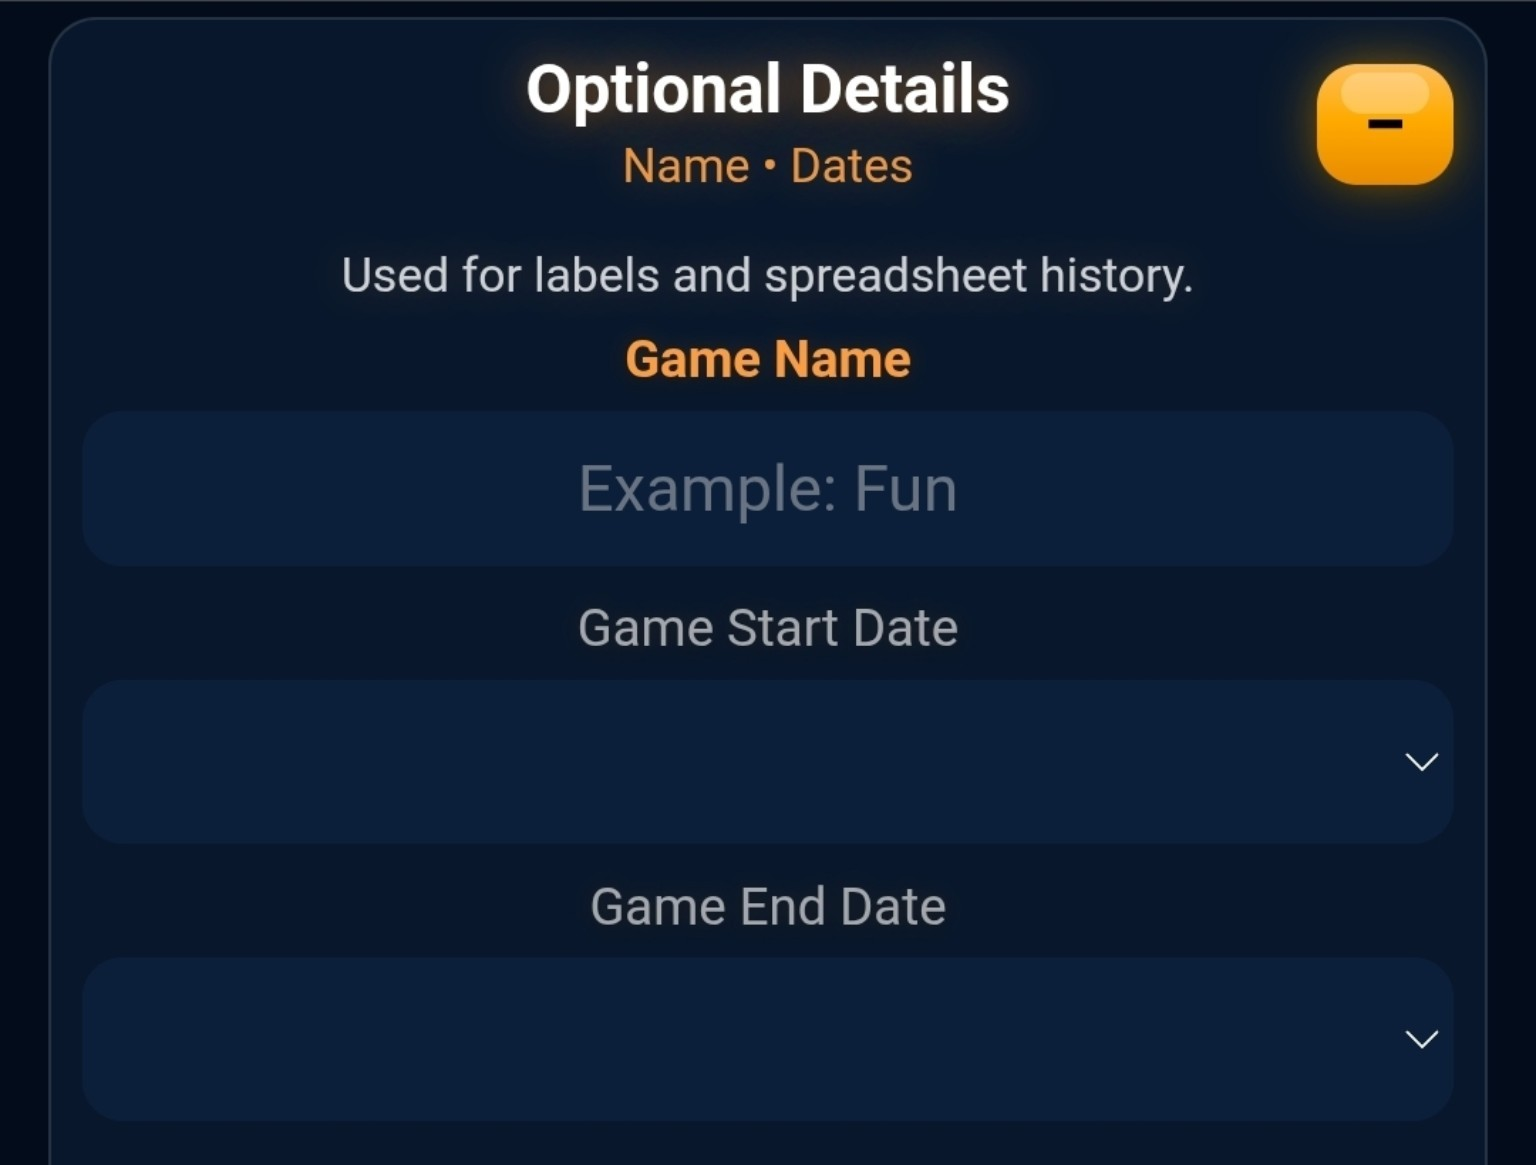 Optional Details
-
Name • Dates
Used for labels and spreadsheet history.
Game Name
Example: Fun
Game Start Date
Game End Date